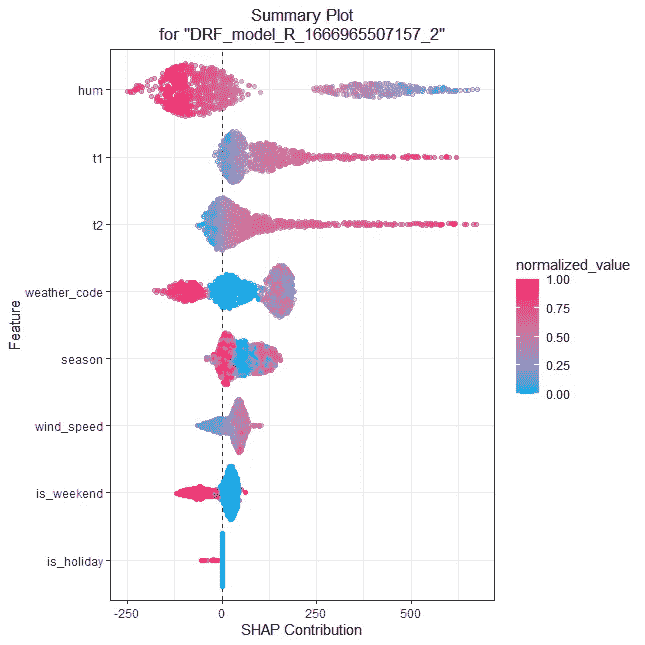 Summary Plot
for "DRF_model_R_1666965507157_2"
hum
t1
t2
weather_code
season
wind_speed
is_weekend
is_holiday
Feature
-250
0
250
500
SHAP Contribution
normalized_value
1.00
0.75
0.50
0.25
0.00